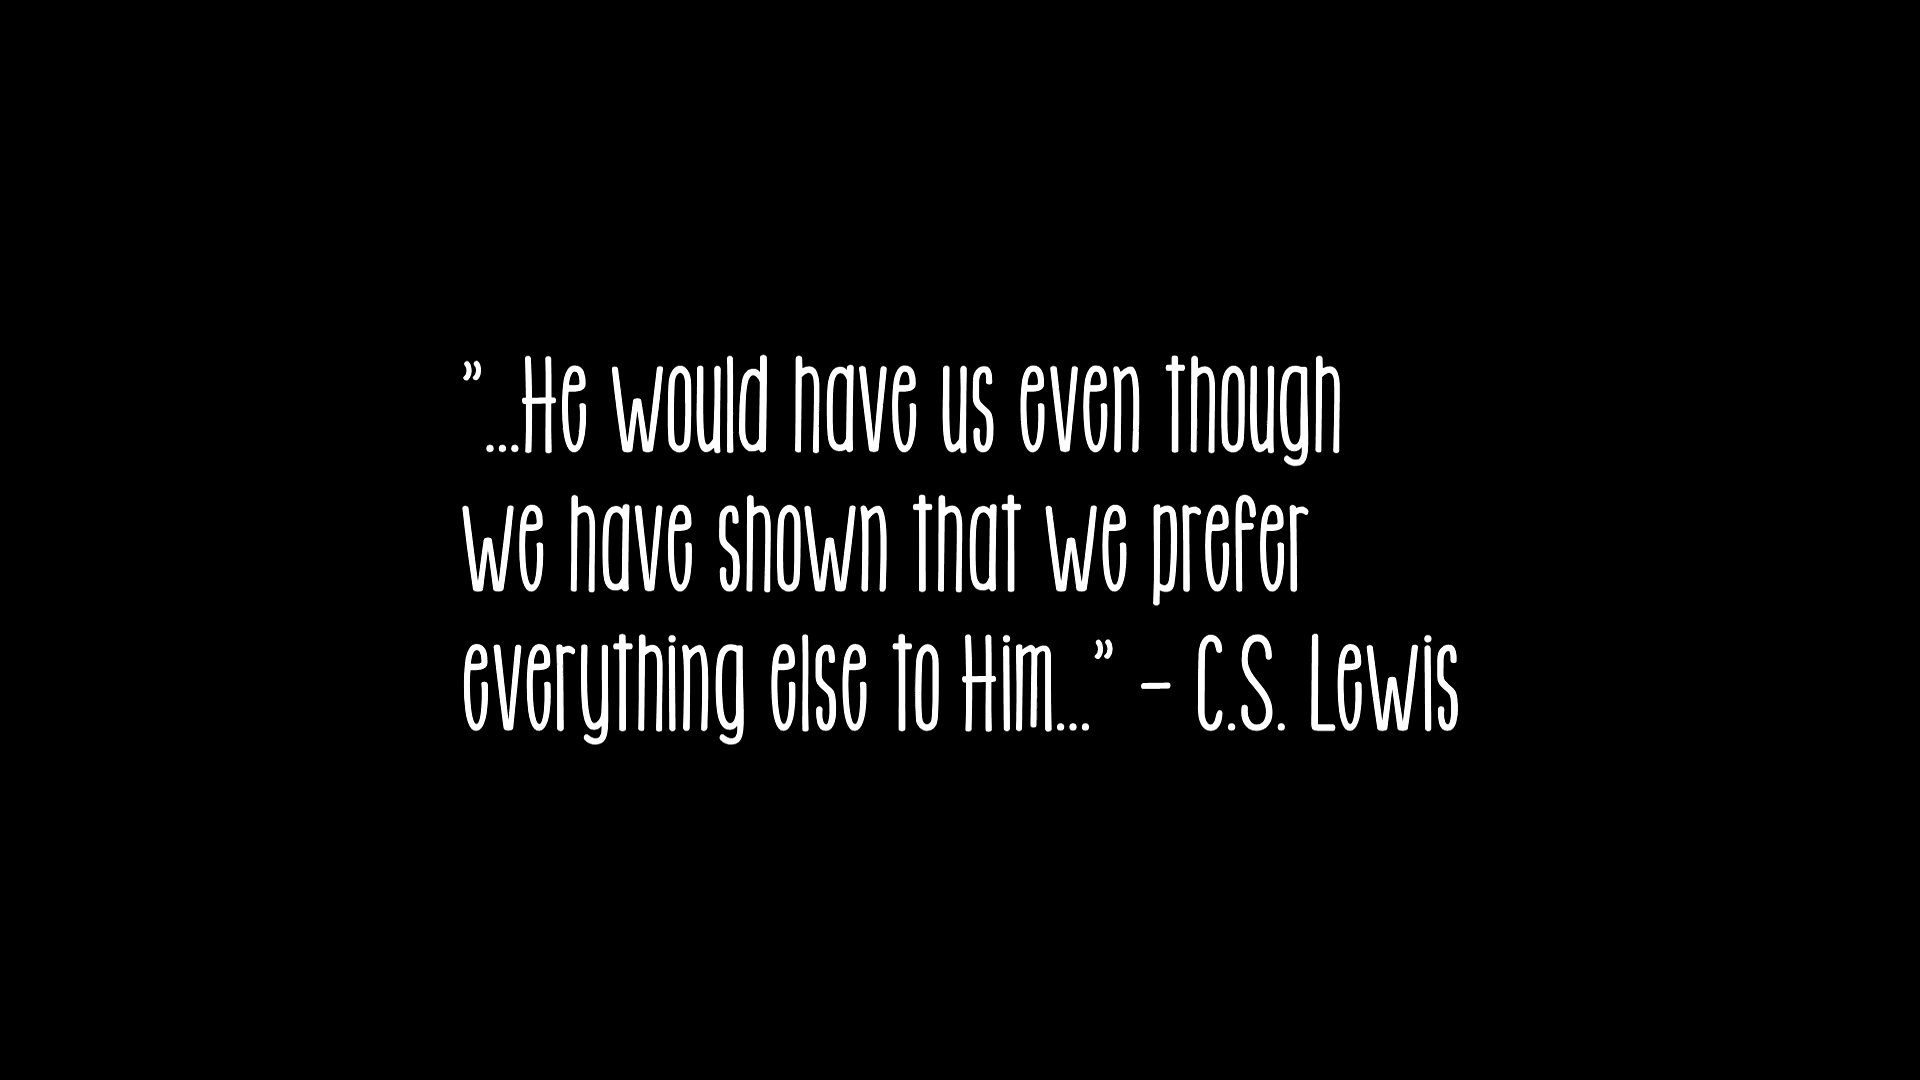 ”...He would have us even though
we have shown that we prefer
everything else to Him...” – C.S. Lewis